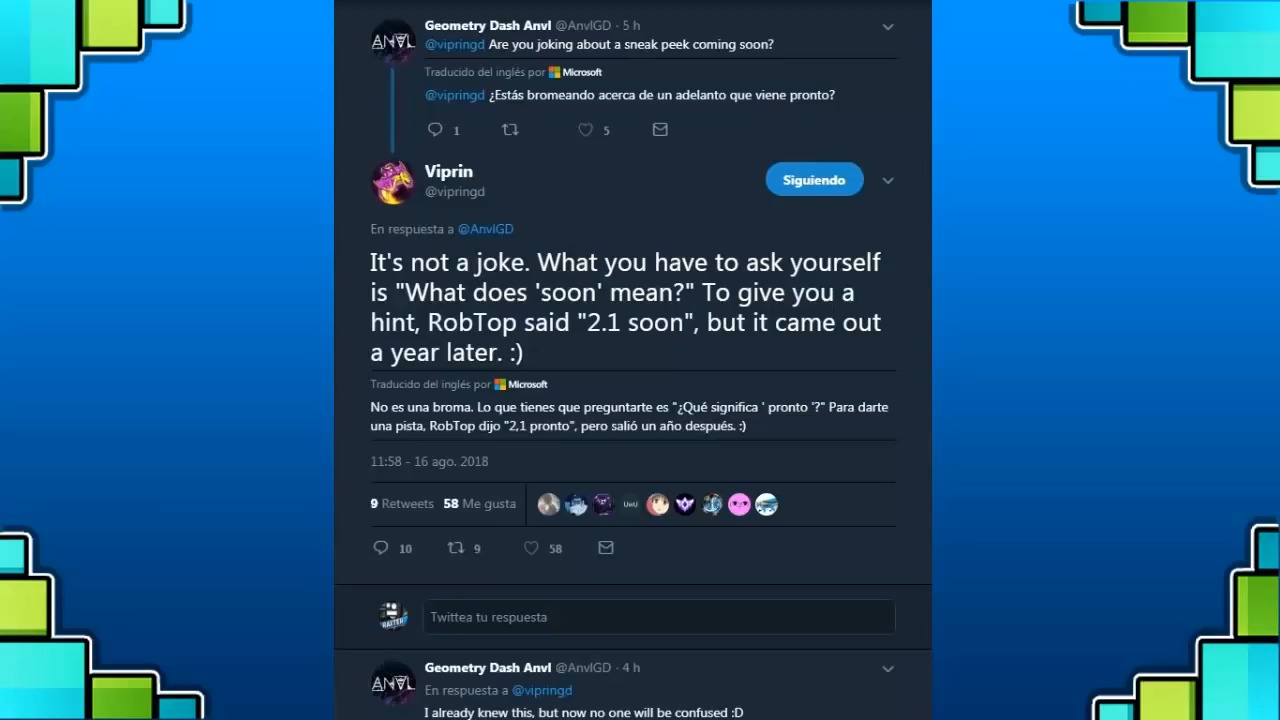 Geometry Dash Anvl @AnvlGD · 5 h
ANVL
@vipringd Are you joking about a sneak peek coming soon?
Traducido del inglés por Microsoft
@vipringd ¿Estás bromeando acerca de un adelanto que viene pronto?
1 5
Viprin
@vipringd
Siguiendo
En respuesta a @AnvlGD
It's not a joke. What you have to ask yourself
is "What does 'soon' mean?" To give you a
hint, RobTop said "2.1 soon", but it came out
a year later. :)
Traducido del inglés por Microsoft
No es una broma. Lo que tienes que preguntarte es "¿Qué significa ' pronto '?" Para darte
una pista, RobTop dijo "2,1 pronto", pero salió un año después. :)
11:58 - 16 ago. 2018
9 Retweets 58 Me gusta
UwU
10 9 58
Twittea tu respuesta
Geometry Dash Anvl @AnvlGD · 4 h
ANVL
En respuesta a @vipringd
I already knew this, but now no one will be confused :D